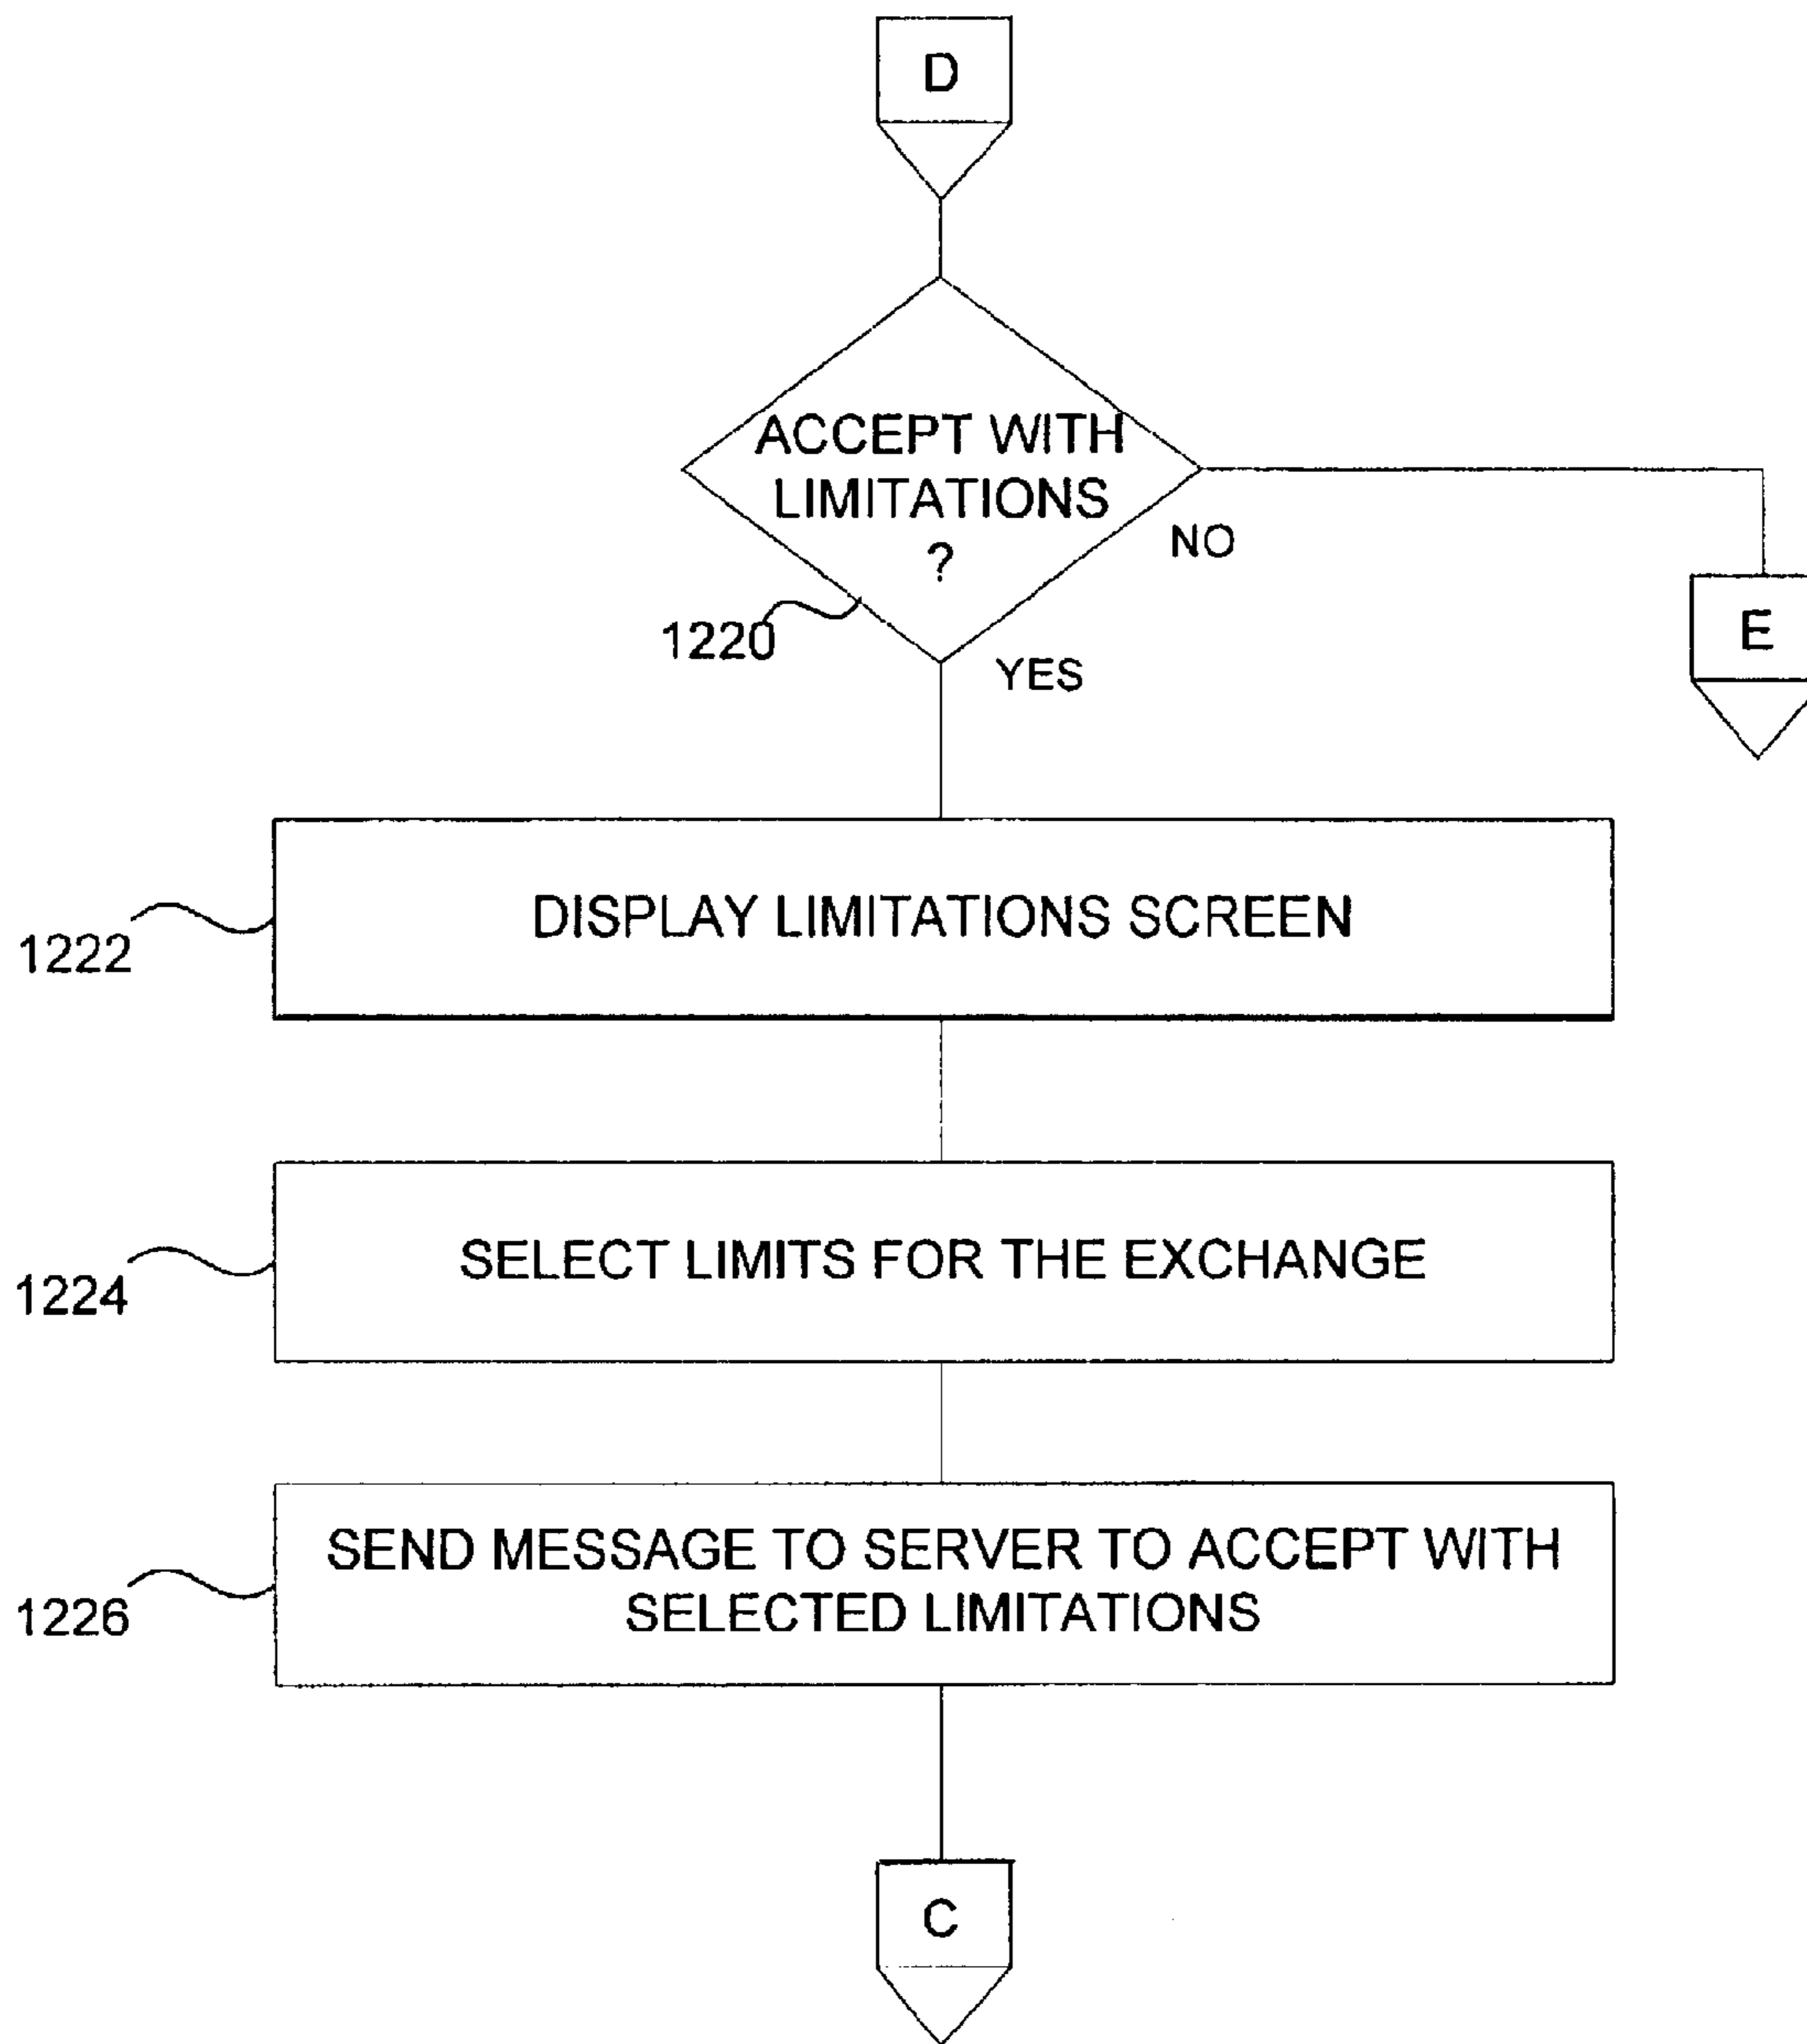 D
ACCEPT WITH
LIMITATIONS
?
NO
1220
YES
E
DISPLAY LIMITATIONS SCREEN
1222
SELECT LIMITS FOR THE EXCHANGE
1224
SEND MESSAGE TO SERVER TO ACCEPT WITH
SELECTED LIMITATIONS
1226
C